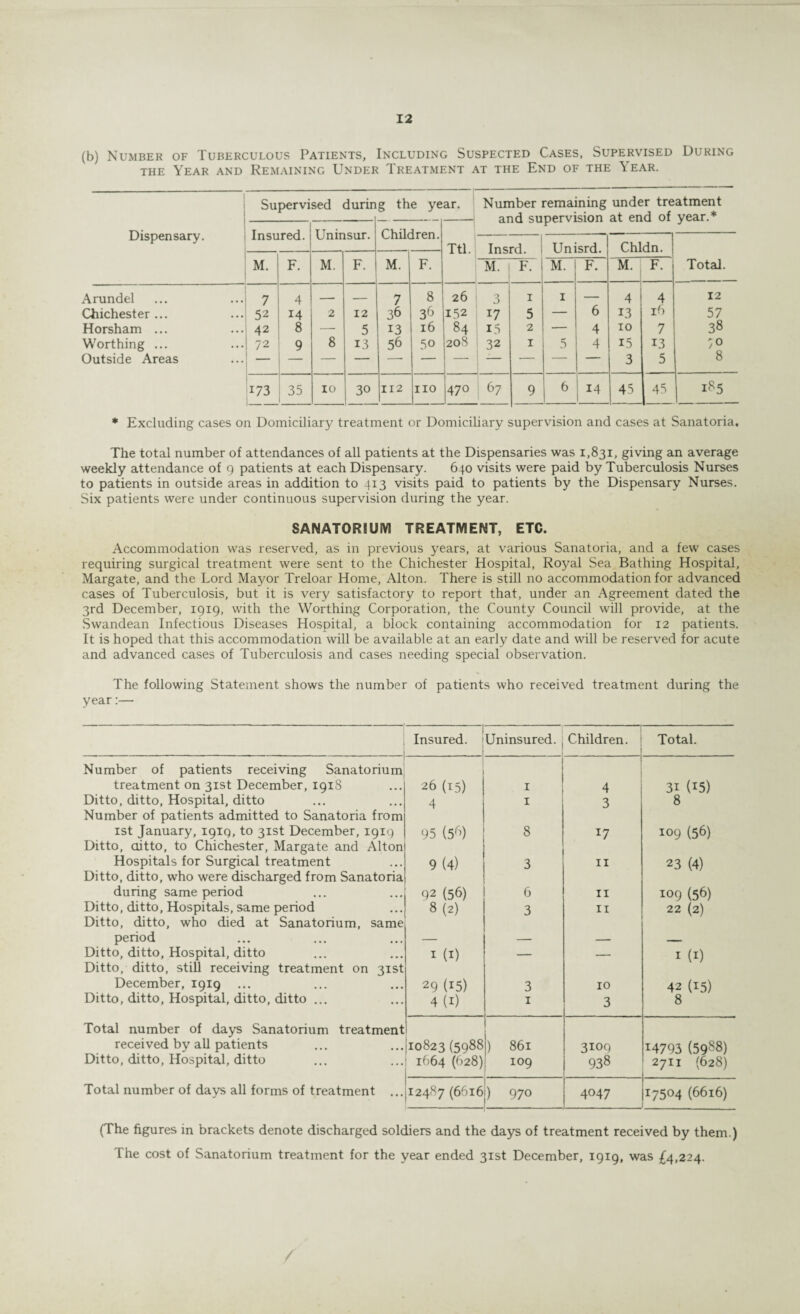 12
(b) Number of Tuberculous Patients, Including Suspected Cases, Supervised During
the Year and Remaining Under Treatment at the End of the Year.
Dispensary. | Supervised during the year. | Number remaining under treatment and supervision at end of year.*
Insured. | Uninsur. | Children. | Ttl. | Insrd. | Unisrd. | Chldn. | Total.
M. | F. | M. | F. | M. | F. | M. | F. | M. | F. | M. | F.
Arundel ... ... | 7 | 4 | — | — | 7 | 8 | 26 | 3 | 1 | 1 | — | 4 | 4 | 12
Chichester ... ... | 52 | 14 | 2 | 12 | 36 | 36 | 152 | 17 | 5 | — | 6 | 13 | 16 | 57
Horsham ... ... | 42 | 8 | — | 5 | 13 | 16 | 84 | 15 | 2 | — | 4 | 10 | 7 | 38
Worthing ... ... | 72 | 9 | 8 | 13 | 56 | 50 | 208 | 32 | 1 | 5 | 4 | 15 | 13 | 70
Outside Areas ... | — | — | — | — | — | — | — | — | — | — | — | 3 | 5 | 8
173 | 35 | 10 | 30 | 112 | 110 | 470 | 67 | 9 | 6 | 14 | 45 | 45 | 185
* Excluding cases on Domiciliary treatment or Domiciliary supervision and cases at Sanatoria.
The total number of attendances of all patients at the Dispensaries was 1,831, giving an average
weekly attendance of 9 patients at each Dispensary. 640 visits were paid by Tuberculosis Nurses
to patients in outside areas in addition to 413 visits paid to patients by the Dispensary Nurses.
Six patients were under continuous supervision during the year.
SANATORIUM TREATMENT, ETC.
Accommodation was reserved, as in previous years, at various Sanatoria, and a few cases
requiring surgical treatment were sent to the Chichester Hospital, Royal Sea Bathing Hospital,
Margate, and the Lord Mayor Treloar Home, Alton. There is still no accommodation for advanced
cases of Tuberculosis, but it is very satisfactory to report that, under an Agreement dated the
3rd December, 1919, with the Worthing Corporation, the County Council will provide, at the
Swandean Infectious Diseases Hospital, a block containing accommodation for 12 patients.
It is hoped that this accommodation will be available at an early date and will be reserved for acute
and advanced cases of Tuberculosis and cases needing special observation.
The following Statement shows the number of patients who received treatment during the
year:—
Insured. | Uninsured. | Children. | Total.
Number of patients receiving Sanatorium
treatment on 31st December, 1918 ... | 26 (15) | 1 | 4 | 31 (15)
Ditto, ditto, Hospital, ditto ... ... | 4 | 1 | 3 | 8
Number of patients admitted to Sanatoria from
1st January, 1919, to 31st December, 1919 | 95 (56) | 8 | 17 | 109 (56)
Ditto, ditto, to Chichester, Margate and Alton
Hospitals for Surgical treatment ... | 9 (4) | 3 | 11 | 23 (4)
Ditto, ditto, who were discharged from Sanatoria
during same period ... ... | 92 (56) | 6 | 11 | 109 (56)
Ditto, ditto, Hospitals, same period ... | 8 (2) | 3 | 11 | 22 (2)
Ditto, ditto, who died at Sanatorium, same
period ... ... ... | — | — | — | —
Ditto, ditto, Hospital, ditto ... ... | 1 (1) | — | — | 1 (1)
Ditto, ditto, still receiving treatment on 31st
December, 1919 ... ... ... | 29 (15) | 3 | 10 | 42 (15)
Ditto, ditto, Hospital, ditto, ditto ... ... | 4 (1) | 1 | 3 | 8
Total number of days Sanatorium treatment
received by all patients ... ... | 10823 (5988) | 861 | 3109 | 14793 (5988)
Ditto, ditto, Hospital, ditto ... ... | 1664 (628) | 109 | 938 | 2711 (628)
Total number of days all forms of treatment ... | 12487 (6616) | 970 | 4047 | 17504 (6616)
(The figures in brackets denote discharged soldiers and the days of treatment received by them.)
The cost of Sanatorium treatment for the year ended 31st December, 1919, was £4,224.